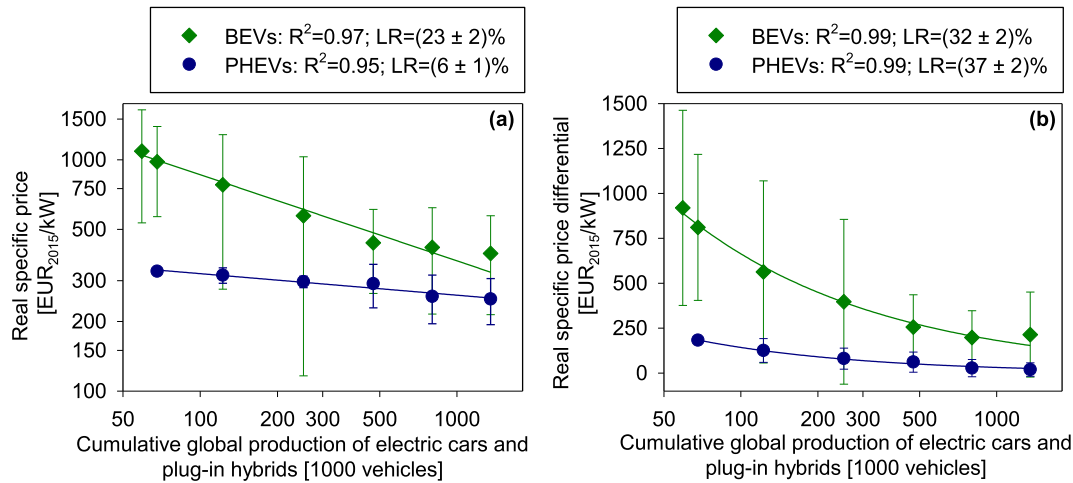 BEVs: R²=0.97; LR=(23 ± 2)%
PHEVs: R²=0.95; LR=(6 ± 1)%
(a)
Real specific price
[EUR₂₀₁₅/kW]
1500
1000
750
500
300
200
150
100
50
100
200
300
500
1000
Cumulative global production of electric cars and
plug-in hybrids [1000 vehicles]
BEVs: R²=0.99; LR=(32 ± 2)%
PHEVs: R²=0.99; LR=(37 ± 2)%
(b)
Real specific price differential
[EUR₂₀₁₅/kW]
1500
1250
1000
750
500
250
0
50
100
200
300
500
1000
Cumulative global production of electric cars and
plug-in hybrids [1000 vehicles]